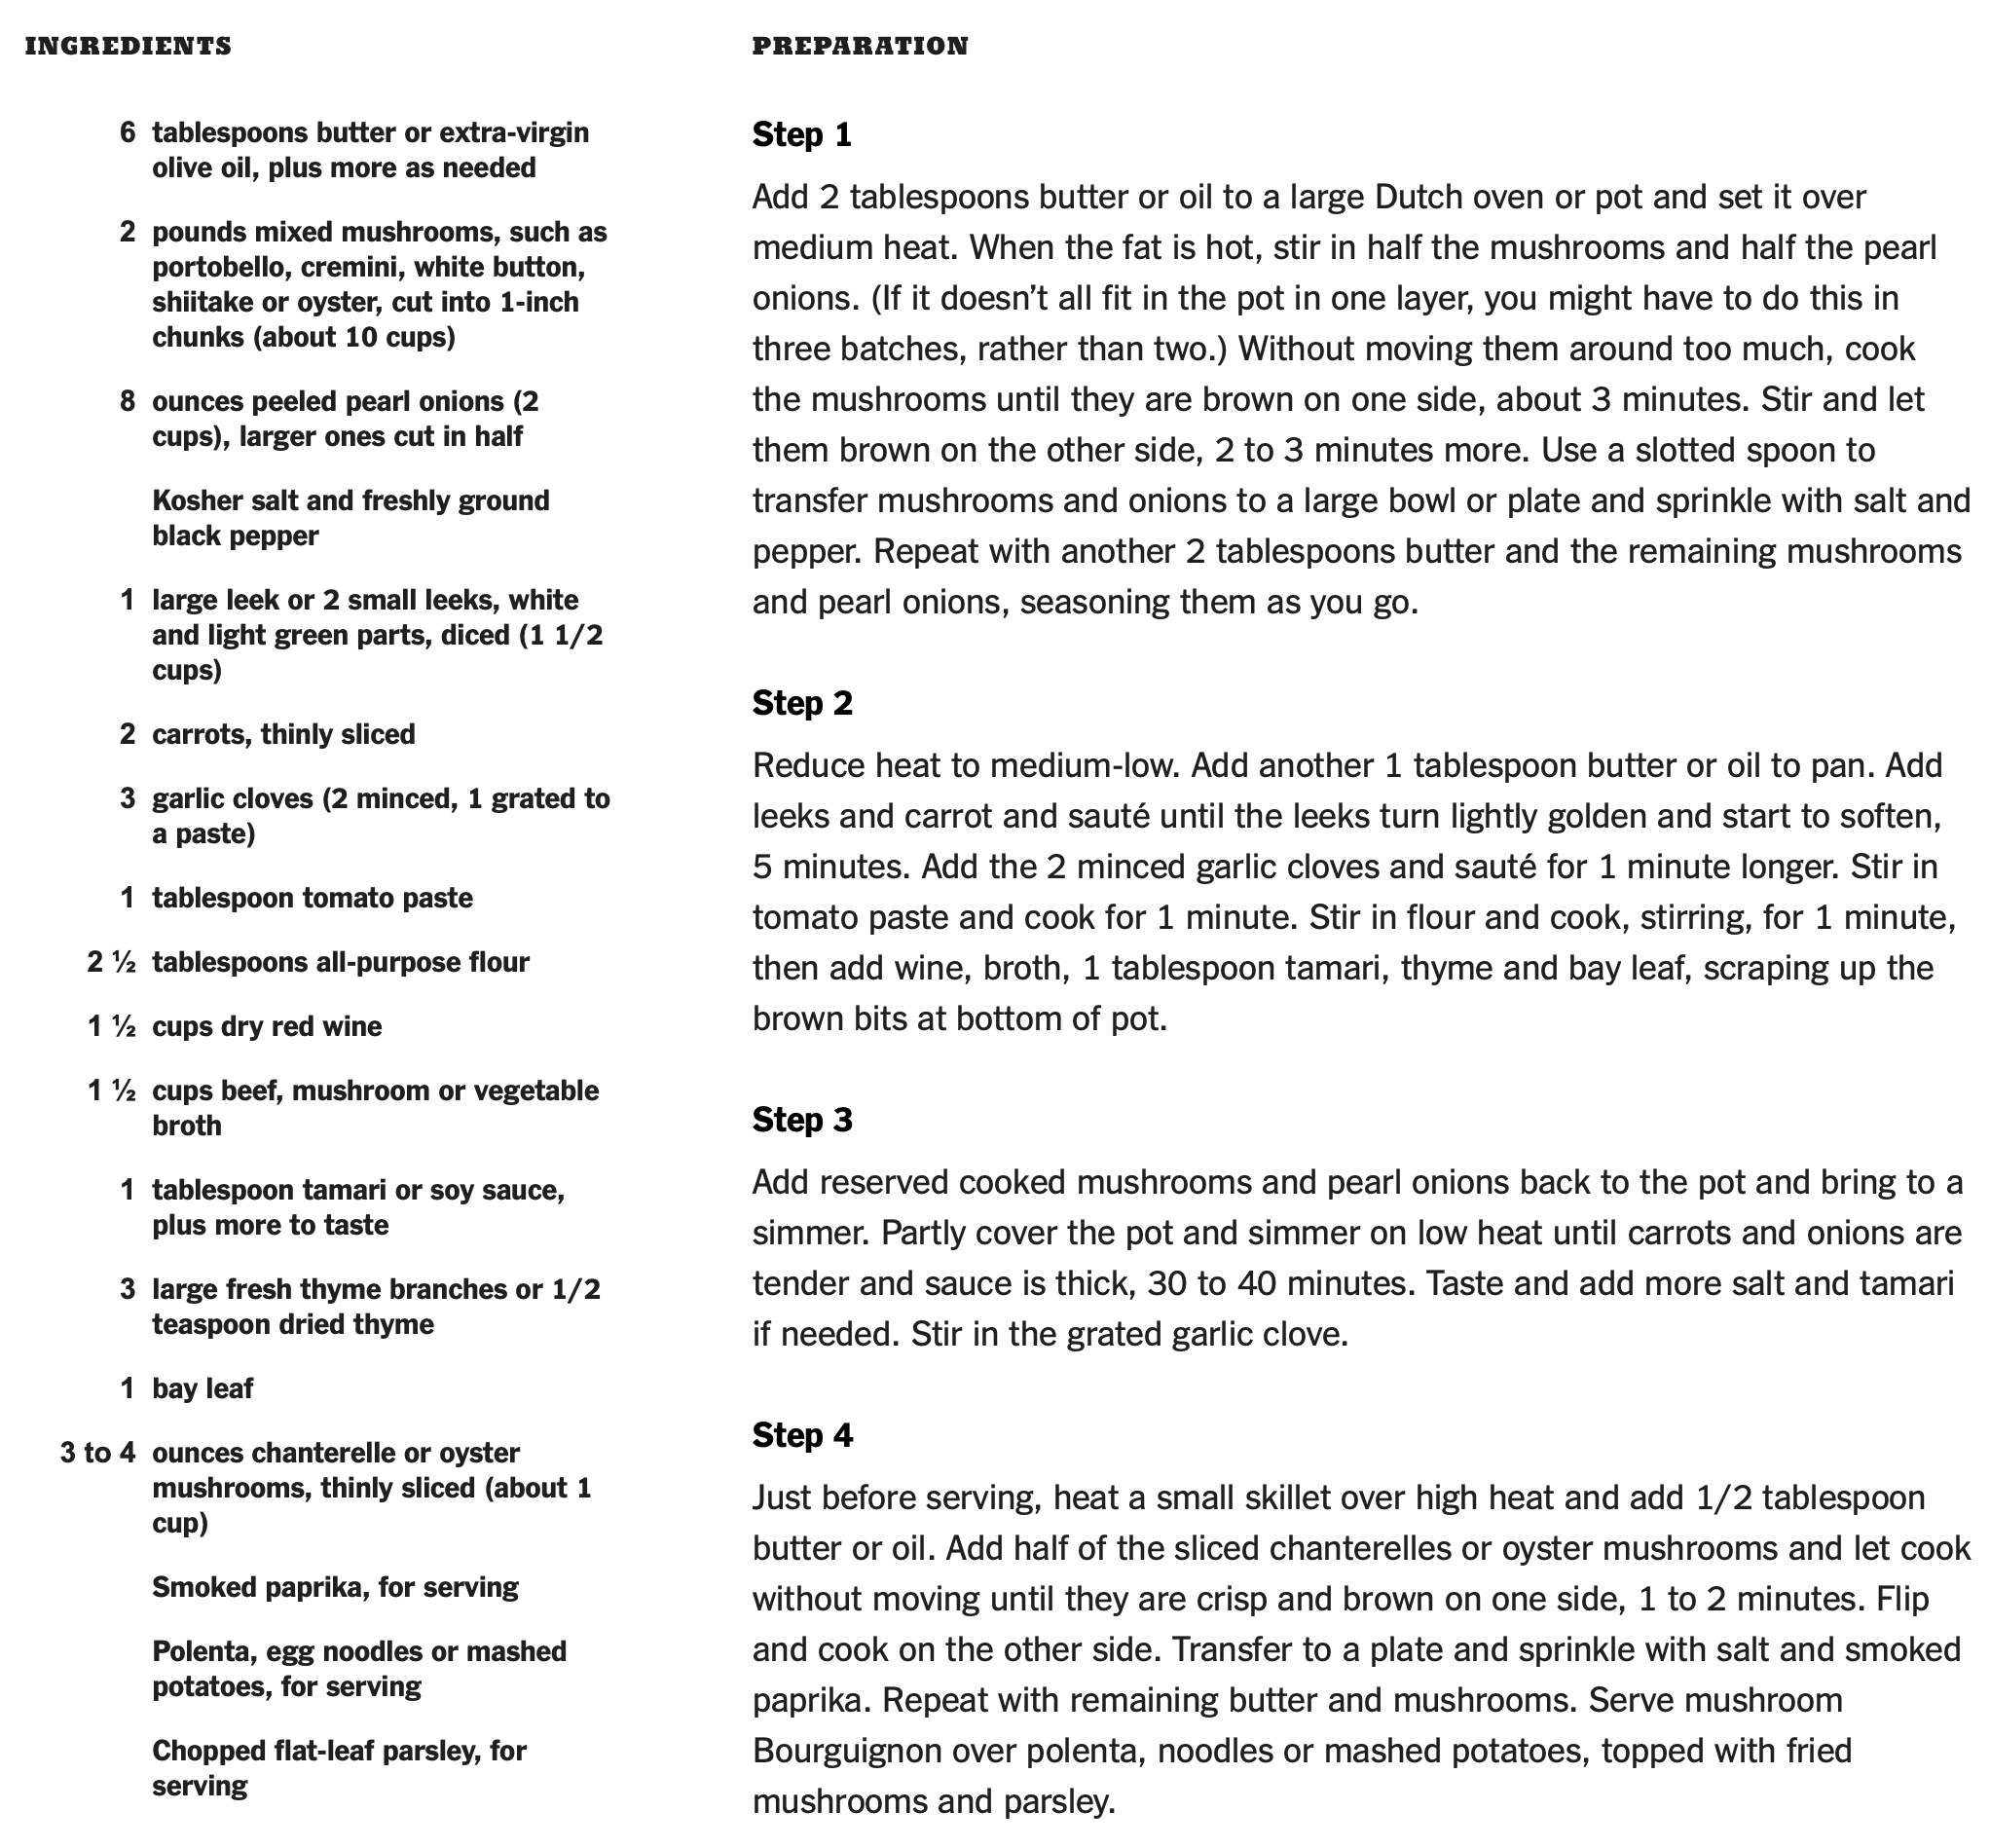 INGREDIENTS
6 tablespoons butter or extra-virgin
olive oil, plus more as needed
2 pounds mixed mushrooms, such as
portobello, cremini, white button,
shiitake or oyster, cut into 1-inch
chunks (about 10 cups)
8 ounces peeled pearl onions (2
cups), larger ones cut in half
Kosher salt and freshly ground
black pepper
1 large leek or 2 small leeks, white
and light green parts, diced (1 1/2
cups)
2 carrots, thinly sliced
3 garlic cloves (2 minced, 1 grated to
a paste)
1 tablespoon tomato paste
2 ½ tablespoons all-purpose flour
1 ½ cups dry red wine
1 ½ cups beef, mushroom or vegetable
broth
1 tablespoon tamari or soy sauce,
plus more to taste
3 large fresh thyme branches or 1/2
teaspoon dried thyme
1 bay leaf
3 to 4 ounces chanterelle or oyster
mushrooms, thinly sliced (about 1
cup)
Smoked paprika, for serving
Polenta, egg noodles or mashed
potatoes, for serving
Chopped flat-leaf parsley, for
serving
PREPARATION
Step 1
Add 2 tablespoons butter or oil to a large Dutch oven or pot and set it over
medium heat. When the fat is hot, stir in half the mushrooms and half the pearl
onions. (If it doesn’t all fit in the pot in one layer, you might have to do this in
three batches, rather than two.) Without moving them around too much, cook
the mushrooms until they are brown on one side, about 3 minutes. Stir and let
them brown on the other side, 2 to 3 minutes more. Use a slotted spoon to
transfer mushrooms and onions to a large bowl or plate and sprinkle with salt and
pepper. Repeat with another 2 tablespoons butter and the remaining mushrooms
and pearl onions, seasoning them as you go.
Step 2
Reduce heat to medium-low. Add another 1 tablespoon butter or oil to pan. Add
leeks and carrot and sauté until the leeks turn lightly golden and start to soften,
5 minutes. Add the 2 minced garlic cloves and sauté for 1 minute longer. Stir in
tomato paste and cook for 1 minute. Stir in flour and cook, stirring, for 1 minute,
then add wine, broth, 1 tablespoon tamari, thyme and bay leaf, scraping up the
brown bits at bottom of pot.
Step 3
Add reserved cooked mushrooms and pearl onions back to the pot and bring to a
simmer. Partly cover the pot and simmer on low heat until carrots and onions are
tender and sauce is thick, 30 to 40 minutes. Taste and add more salt and tamari
if needed. Stir in the grated garlic clove.
Step 4
Just before serving, heat a small skillet over high heat and add 1/2 tablespoon
butter or oil. Add half of the sliced chanterelles or oyster mushrooms and let cook
without moving until they are crisp and brown on one side, 1 to 2 minutes. Flip
and cook on the other side. Transfer to a plate and sprinkle with salt and smoked
paprika. Repeat with remaining butter and mushrooms. Serve mushroom
Bourguignon over polenta, noodles or mashed potatoes, topped with fried
mushrooms and parsley.